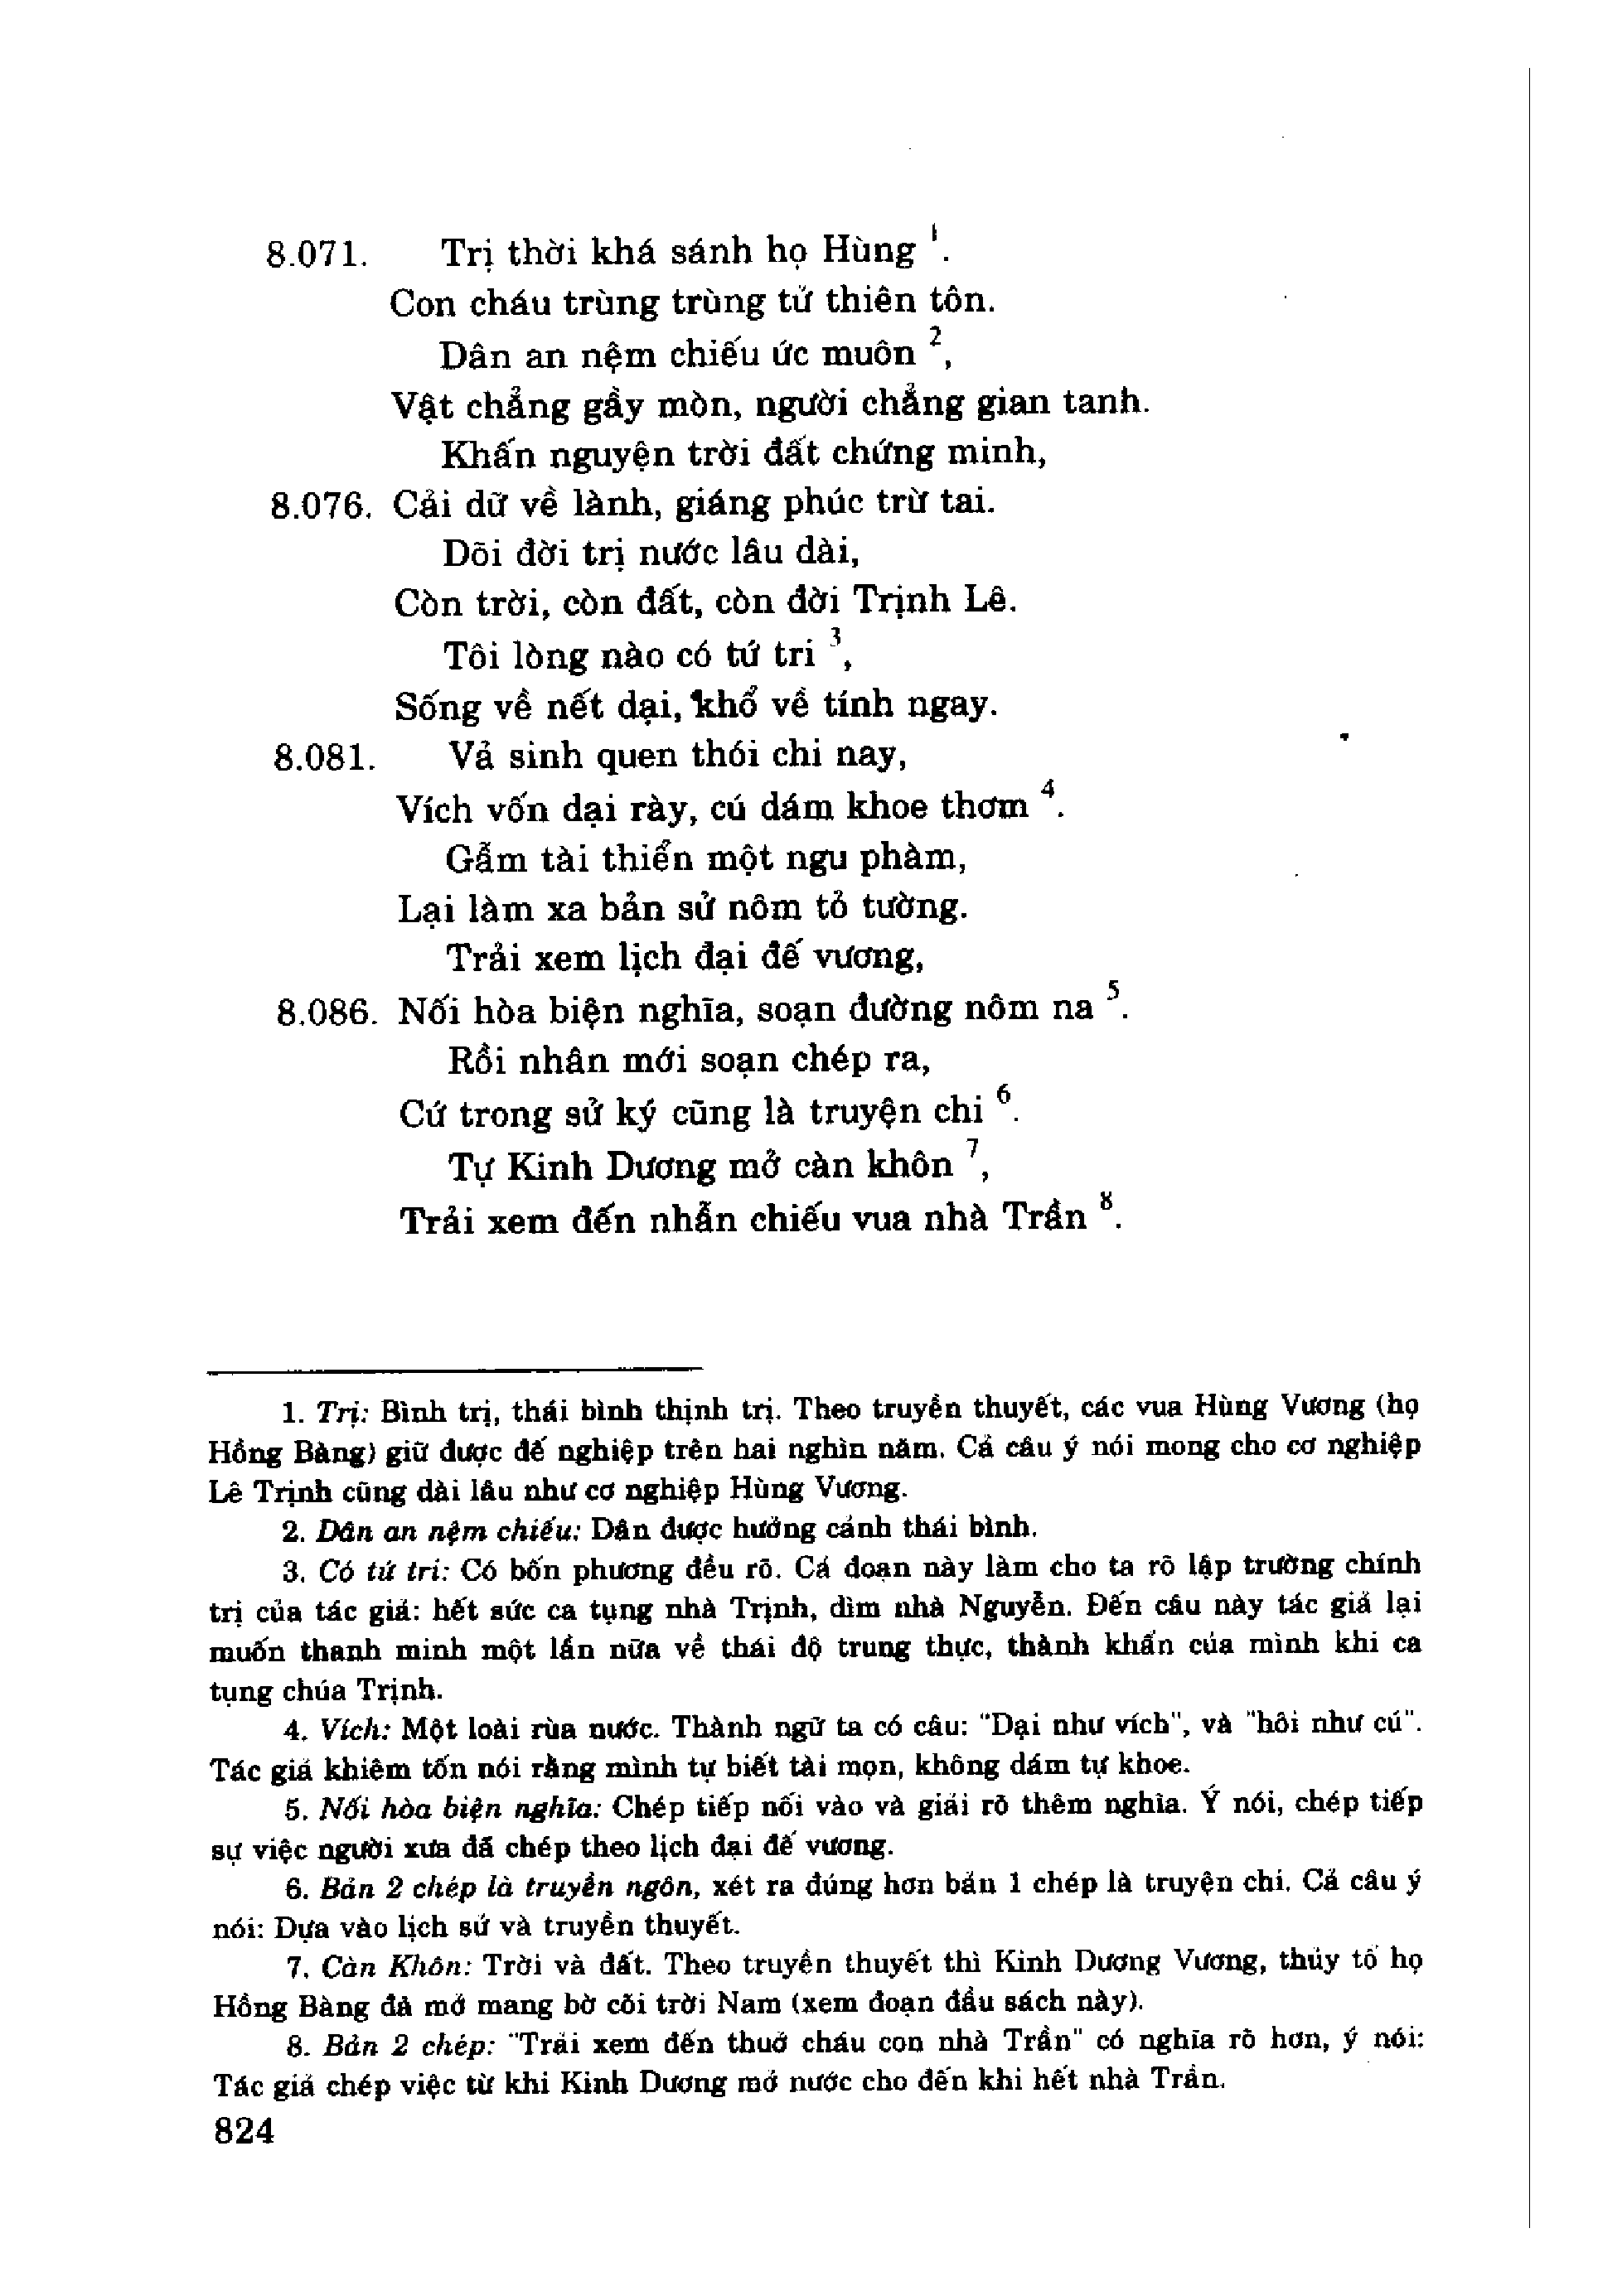 8.071. Trị thời khá sánh họ Hùng ¹.
Con cháu trùng trùng tử thiên tôn.
Dân an nệm chiếu ức muôn ²,
Vật chẳng gầy mòn, người chẳng gian tanh.
Khấn nguyện trời đất chứng minh,
8.076. Cải dữ về lành, giáng phúc trừ tai.
Dõi đời trị nước lâu dài,
Còn trời, còn đất, còn đời Trịnh Lê.
Tôi lòng nào có tứ tri ³,
Sống về nết dại, khổ về tính ngay.
8.081. Vả sinh quen thói chi nay,
Vích vốn dại rày, cú dám khoe thơm ⁴.
Gẫm tài thiển một ngu phàm,
Lại làm xa bản sử nôm tỏ tường.
Trải xem lịch đại đế vương,
8.086. Nối hòa biện nghĩa, soạn đường nôm na ⁵.
Rồi nhân mới soạn chép ra,
Cứ trong sử ký cũng là truyện chi ⁶.
Tự Kinh Dương mở càn khôn ⁷,
Trải xem đến nhẫn chiếu vua nhà Trần ⁸.
1. Trị: Bình trị, thái bình thịnh trị. Theo truyền thuyết, các vua Hùng Vương (họ
Hồng Bàng) giữ được đế nghiệp trên hai nghìn năm. Cả câu ý nói mong cho cơ nghiệp
Lê Trịnh cũng dài lâu như cơ nghiệp Hùng Vương.
2. Dân an nệm chiếu: Dân được hưởng cảnh thái bình.
3. Có tứ tri: Có bốn phương đều rõ. Cả đoạn này làm cho ta rõ lập trường chính
trị của tác giả: hết sức ca tụng nhà Trịnh, dìm nhà Nguyễn. Đến câu này tác giả lại
muốn thanh minh một lần nữa về thái độ trung thực, thành khẩn của mình khi ca
tụng chúa Trịnh.
4. Vích: Một loài rùa nước. Thành ngữ ta có câu: "Dại như vích", và "hôi như cú".
Tác giả khiêm tốn nói rằng mình tự biết tài mọn, không dám tự khoe.
5. Nối hòa biện nghĩa: Chép tiếp nối vào và giải rõ thêm nghĩa. Ý nói, chép tiếp
sự việc người xưa đã chép theo lịch đại đế vương.
6. Bản 2 chép là truyền ngôn, xét ra đúng hơn bản 1 chép là truyện chi. Cả câu ý
nói: Dựa vào lịch sử và truyền thuyết.
7. Càn Khôn: Trời và đất. Theo truyền thuyết thì Kinh Dương Vương, thủy tổ họ
Hồng Bàng đã mở mang bờ cõi trời Nam (xem đoạn đầu sách này).
8. Bản 2 chép: "Trải xem đến thuở cháu con nhà Trần" có nghĩa rõ hơn, ý nói:
Tác giả chép việc từ khi Kinh Dương mở nước cho đến khi hết nhà Trần.
824